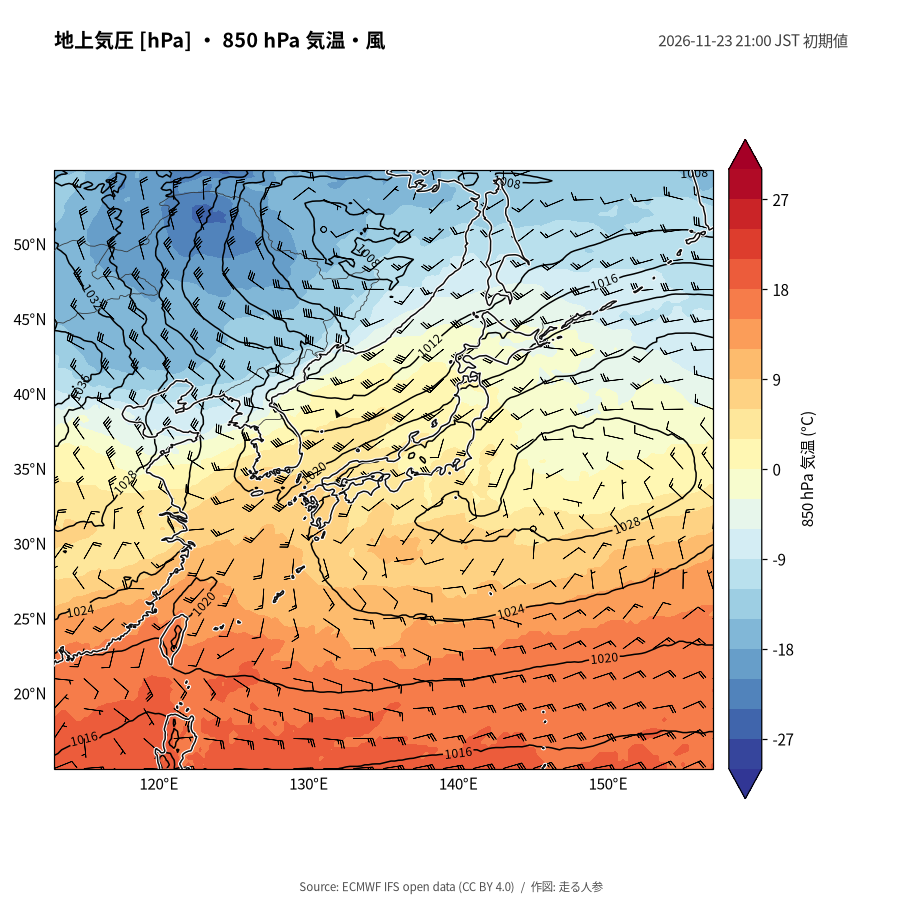 地上気圧 [hPa] ・ 850 hPa 気温・風
2026-11-23 21:00 JST 初期値
1008
1008
50°N
1008
1016
1032
45°N
1012
1036
40°N
35°N
1020
1028
1028
30°N
1024
1020
1024
25°N
1020
20°N
1016
1016
120°E
130°E
140°E
150°E
27
18
9
0
-9
-18
-27
850 hPa 気温 (°C)
Source: ECMWF IFS open data (CC BY 4.0) / 作図: 走る人参